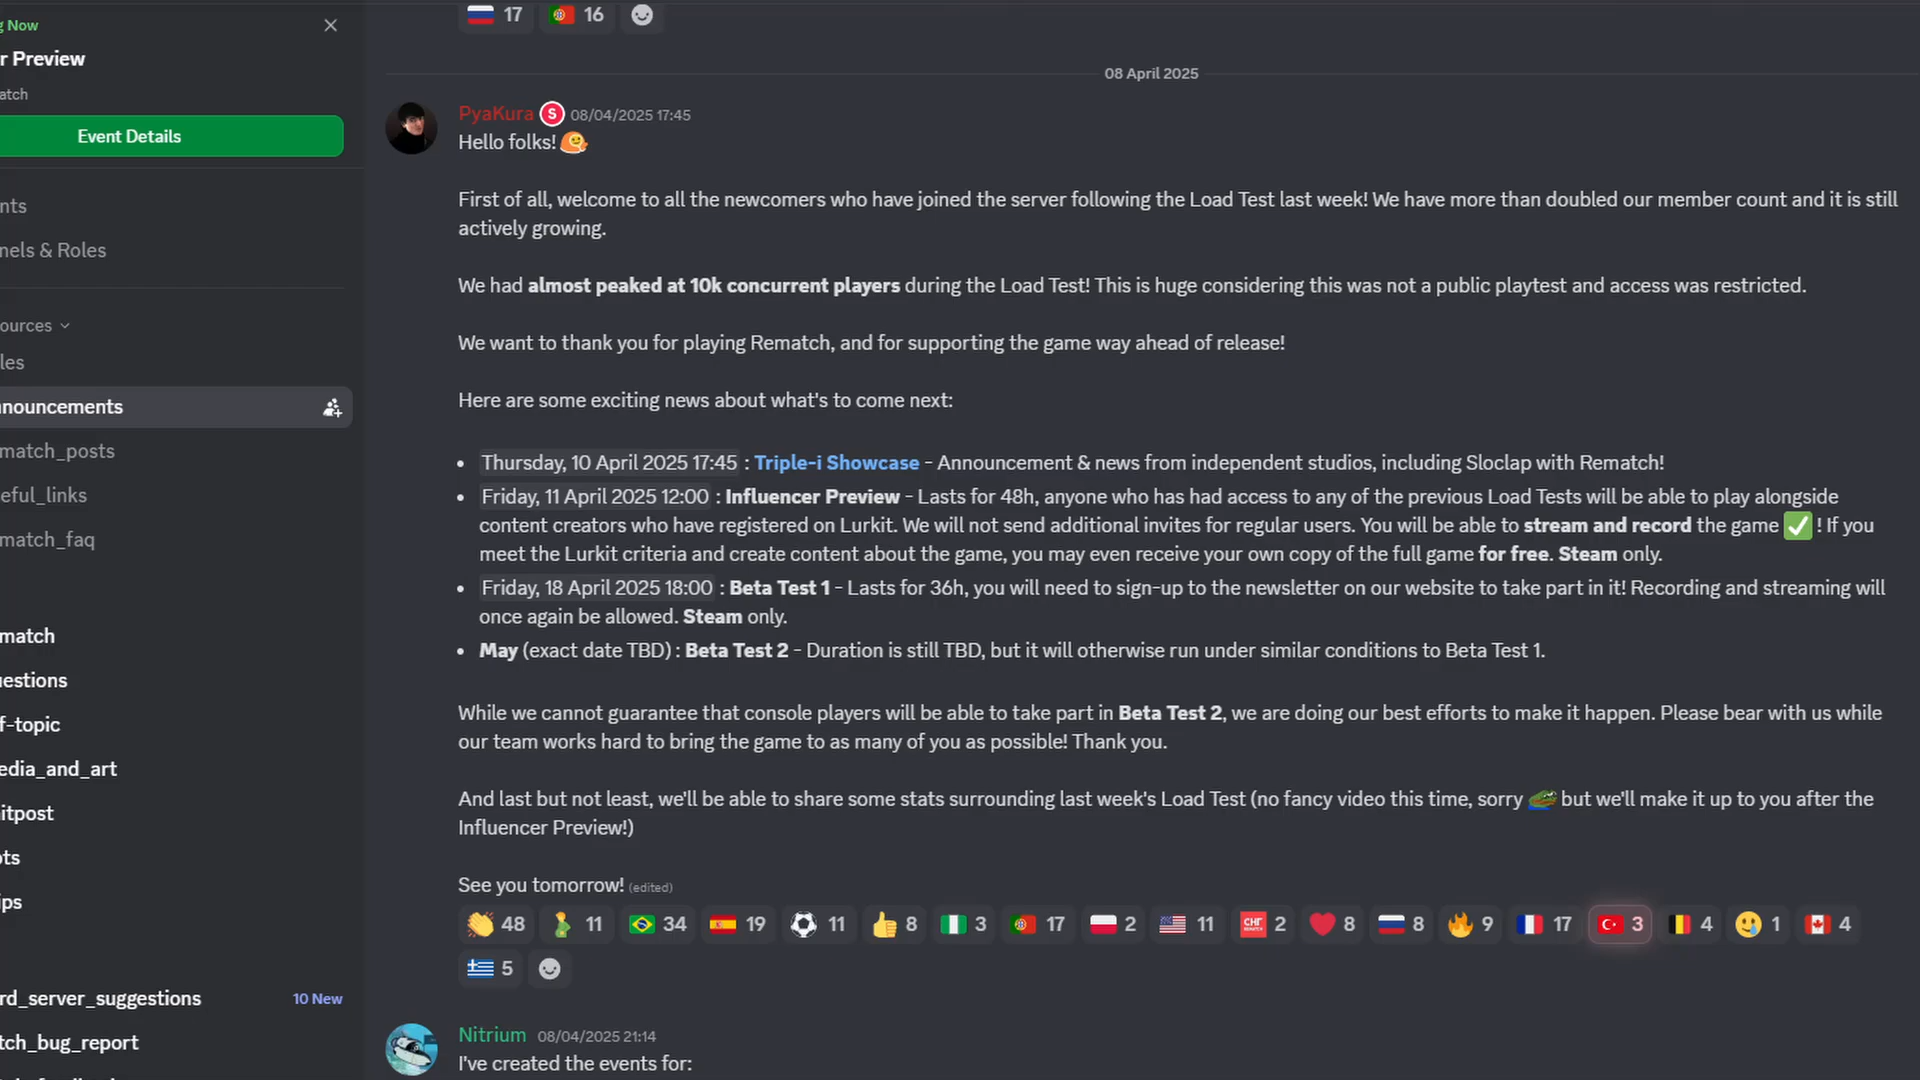 g Now
r Preview
atch
Event Details
nts
nels & Roles
ources
les
nnouncements
match_posts
eful_links
match_faq
match
uestions
f-topic
edia_and_art
itpost
ots
ips
rd_server_suggestions 10 New
tch_bug_report
17 16
08 April 2025
PyaKura S 08/04/2025 17:45
Hello folks!
First of all, welcome to all the newcomers who have joined the server following the Load Test last week! We have more than doubled our member count and it is still
actively growing.
We had almost peaked at 10k concurrent players during the Load Test! This is huge considering this was not a public playtest and access was restricted.
We want to thank you for playing Rematch, and for supporting the game way ahead of release!
Here are some exciting news about what's to come next:
• Thursday, 10 April 2025 17:45 : Triple-i Showcase - Announcement & news from independent studios, including Sloclap with Rematch!
• Friday, 11 April 2025 12:00 : Influencer Preview - Lasts for 48h, anyone who has had access to any of the previous Load Tests will be able to play alongside
content creators who have registered on Lurkit. We will not send additional invites for regular users. You will be able to stream and record the game ✅ ! If you
meet the Lurkit criteria and create content about the game, you may even receive your own copy of the full game for free. Steam only.
• Friday, 18 April 2025 18:00 : Beta Test 1 - Lasts for 36h, you will need to sign-up to the newsletter on our website to take part in it! Recording and streaming will
once again be allowed. Steam only.
• May (exact date TBD) : Beta Test 2 - Duration is still TBD, but it will otherwise run under similar conditions to Beta Test 1.
While we cannot guarantee that console players will be able to take part in Beta Test 2, we are doing our best efforts to make it happen. Please bear with us while
our team works hard to bring the game to as many of you as possible! Thank you.
And last but not least, we'll be able to share some stats surrounding last week's Load Test (no fancy video this time, sorry but we'll make it up to you after the
Influencer Preview!)
See you tomorrow! (edited)
48 11 34 19 11 8 3 17 2 11 2 8 8 9 17 3 4 1 4
5
Nitrium 08/04/2025 21:14
I've created the events for: